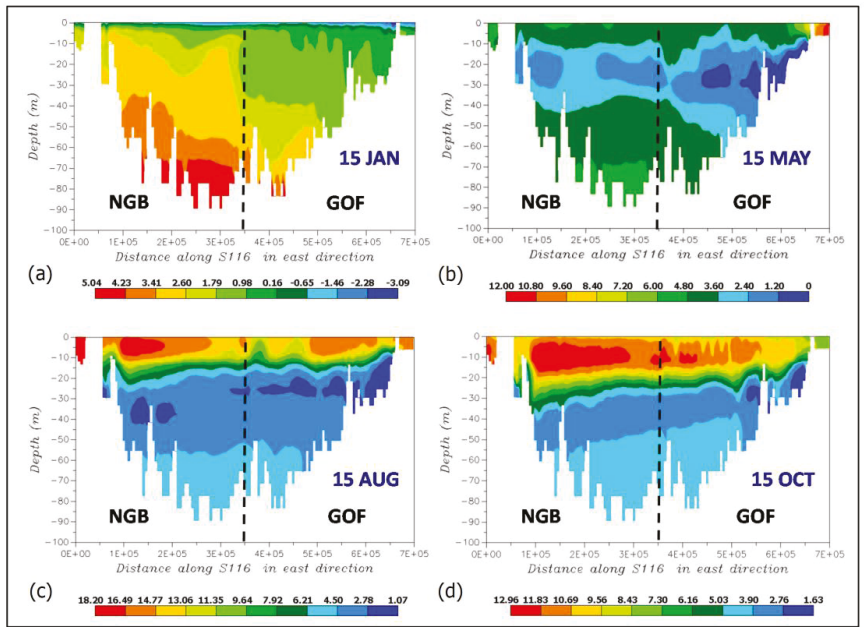 0
-10
-20
-30
-40
-50
-60
-70
-80
-90
-100
Depth (m)
15 JAN
NGB GOF
0E+00 1E+05 2E+05 3E+05 4E+05 5E+05 6E+05 7E+05
Distance along S116 in east direction
(a)
5.04 4.23 3.41 2.60 1.79 0.98 0.16 -0.65 -1.46 -2.28 -3.09
0
-10
-20
-30
-40
-50
-60
-70
-80
-90
-100
Depth (m)
15 MAY
NGB GOF
0E+00 1E+05 2E+05 3E+05 4E+05 5E+05 6E+05 7E+05
Distance along S116 in east direction
(b)
12.00 10.80 9.60 8.40 7.20 6.00 4.80 3.60 2.40 1.20 0
0
-10
-20
-30
-40
-50
-60
-70
-80
-90
-100
Depth (m)
15 AUG
NGB GOF
0E+00 1E+05 2E+05 3E+05 4E+05 5E+05 6E+05 7E+05
Distance along S116 in east direction
(c)
18.20 16.49 14.77 13.06 11.35 9.64 7.92 6.21 4.50 2.78 1.07
0
-10
-20
-30
-40
-50
-60
-70
-80
-90
-100
Depth (m)
15 OCT
NGB GOF
0E+00 1E+05 2E+05 3E+05 4E+05 5E+05 6E+05 7E+05
Distance along S116 in east direction
(d)
12.96 11.83 10.69 9.56 8.43 7.30 6.16 5.03 3.90 2.76 1.63